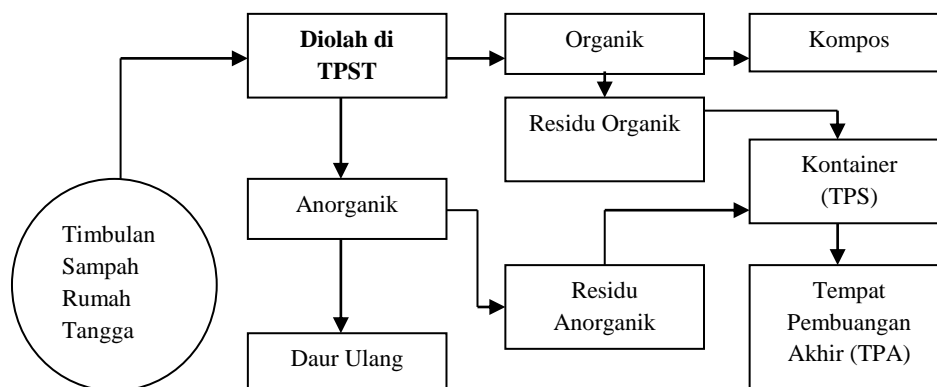 Diolah di
TPST
Organik
Kompos
Residu Organik
Kontainer
(TPS)
Anorganik
Timbulan
Sampah
Rumah
Tangga
Residu
Anorganik
Tempat
Pembuangan
Akhir (TPA)
Daur Ulang